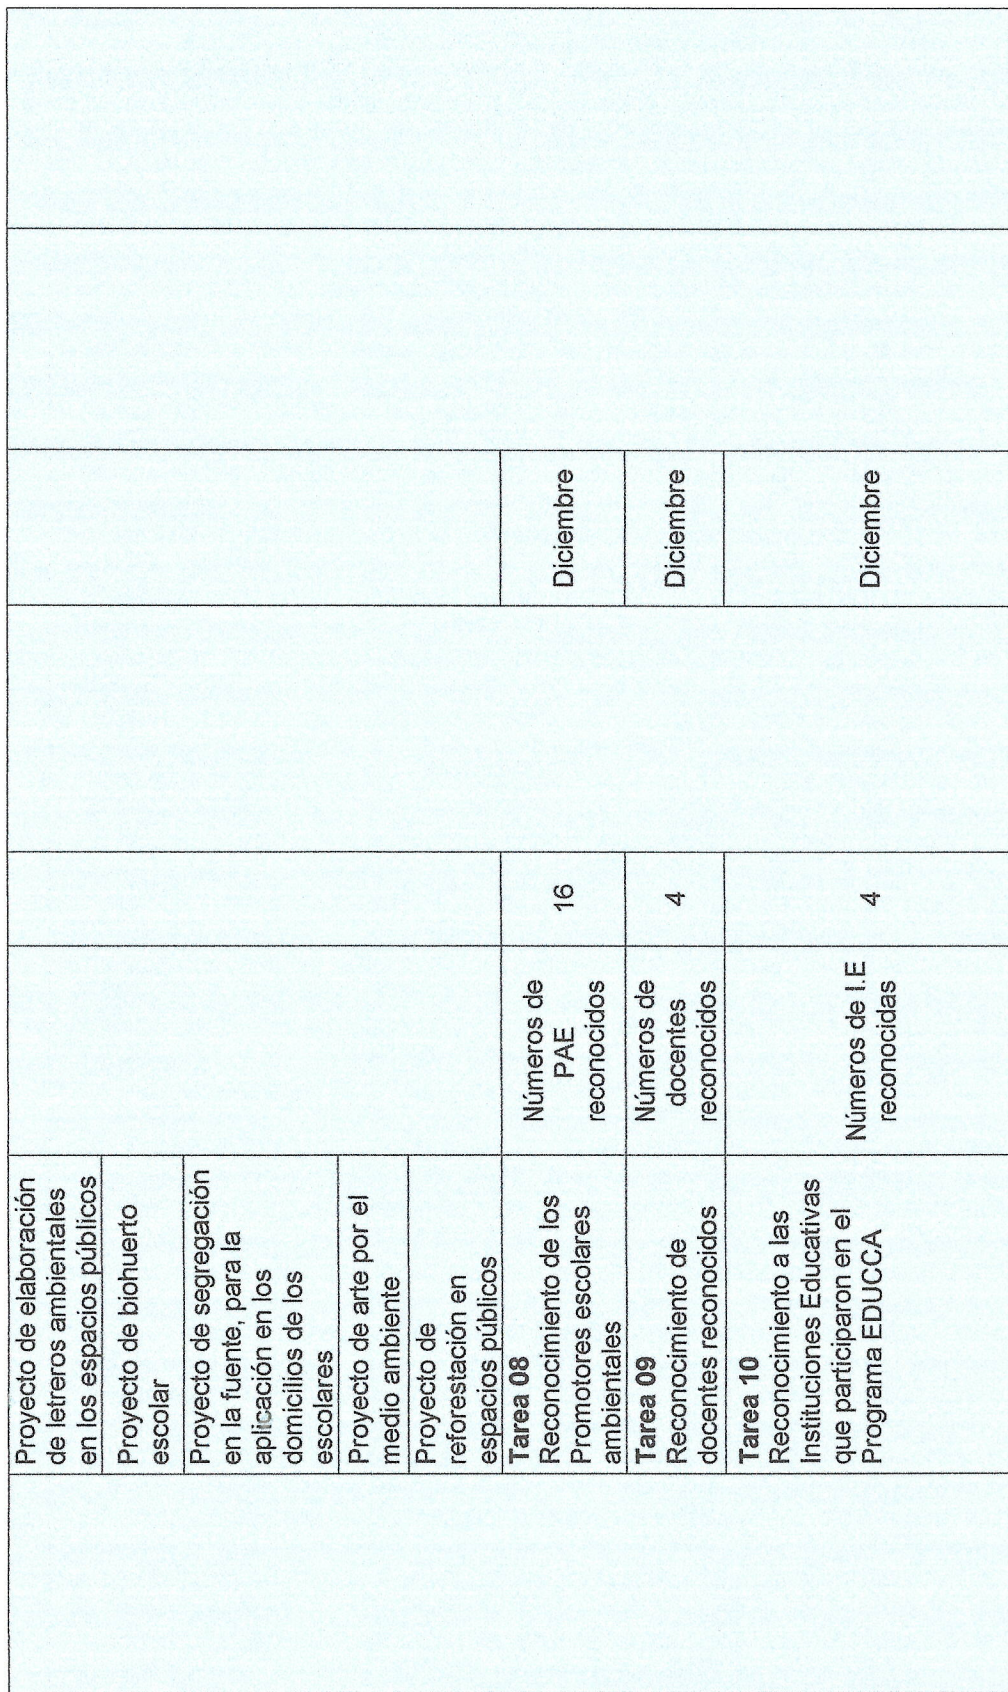 Proyecto de elaboración
de letreros ambientales
en los espacios públicos
Proyecto de biohuerto
escolar
Proyecto de segregación
en la fuente, para la
aplicación en los
domicilios de los
escolares
Proyecto de arte por el
medio ambiente
Proyecto de
reforestación en
espacios públicos
Tarea 08
Reconocimiento de los
Promotores escolares
ambientales
Números de
PAE
reconocidos
16
Diciembre
Tarea 09
Reconocimiento de
docentes reconocidos
Números de
docentes
reconocidos
4
Diciembre
Tarea 10
Reconocimiento a las
Instituciones Educativas
que participaron en el
Programa EDUCCA
Números de I.E
reconocidas
4
Diciembre